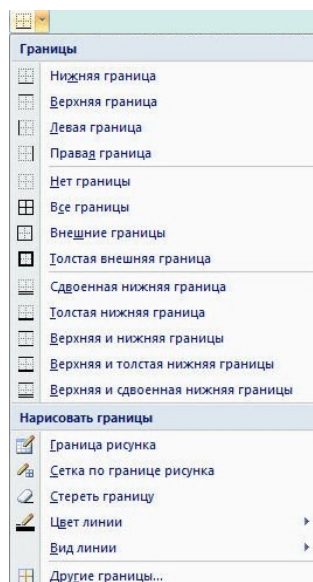 Границы
Нижняя граница
Верхняя граница
Левая граница
Правая граница
Нет границы
Все границы
Внешние границы
Толстая внешняя граница
Сдвоенная нижняя граница
Толстая нижняя граница
Верхняя и нижняя границы
Верхняя и толстая нижняя границы
Верхняя и сдвоенная нижняя границы
Нарисовать границы
Граница рисунка
Сетка по границе рисунка
Стереть границу
Цвет линии
Вид линии
Другие границы...